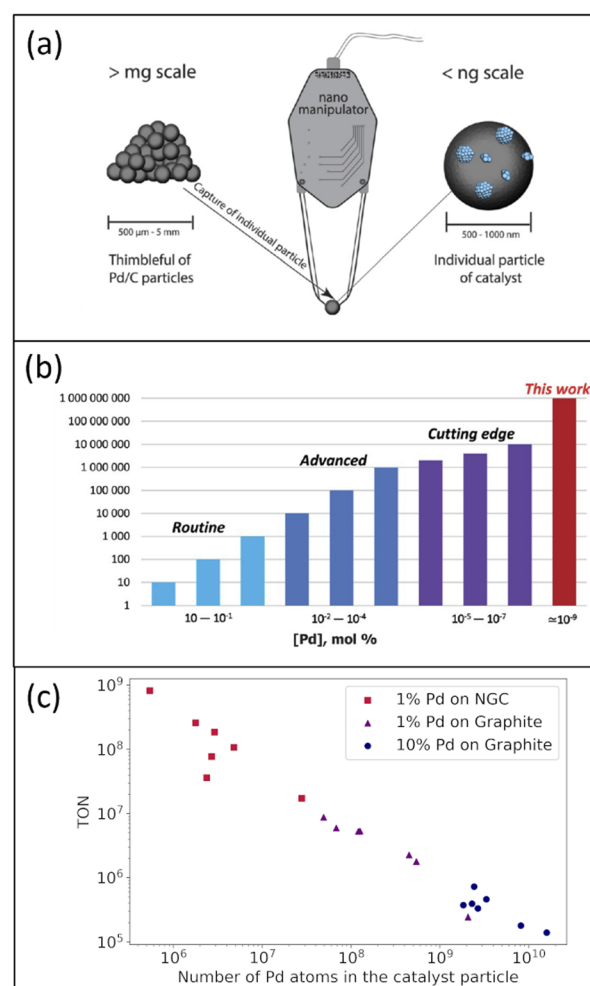 (a)
> mg scale
< ng scale
nano
manipulator
Capture of individual particle
500 μm - 5 mm
500 - 1000 nm
Thimbleful of
Pd/C particles
Individual particle
of catalyst
(b)
This work
1 000 000 000
100 000 000
10 000 000
1 000 000
100 000
10 000
1 000
100
10
1
Cutting edge
Advanced
Routine
10 — 10⁻¹
10⁻² — 10⁻⁴
10⁻⁵ — 10⁻⁷
≃10⁻⁹
[Pd], mol %
(c)
10⁹
10⁸
10⁷
10⁶
10⁵
TON
1% Pd on NGC
1% Pd on Graphite
10% Pd on Graphite
10⁶
10⁷
10⁸
10⁹
10¹⁰
Number of Pd atoms in the catalyst particle